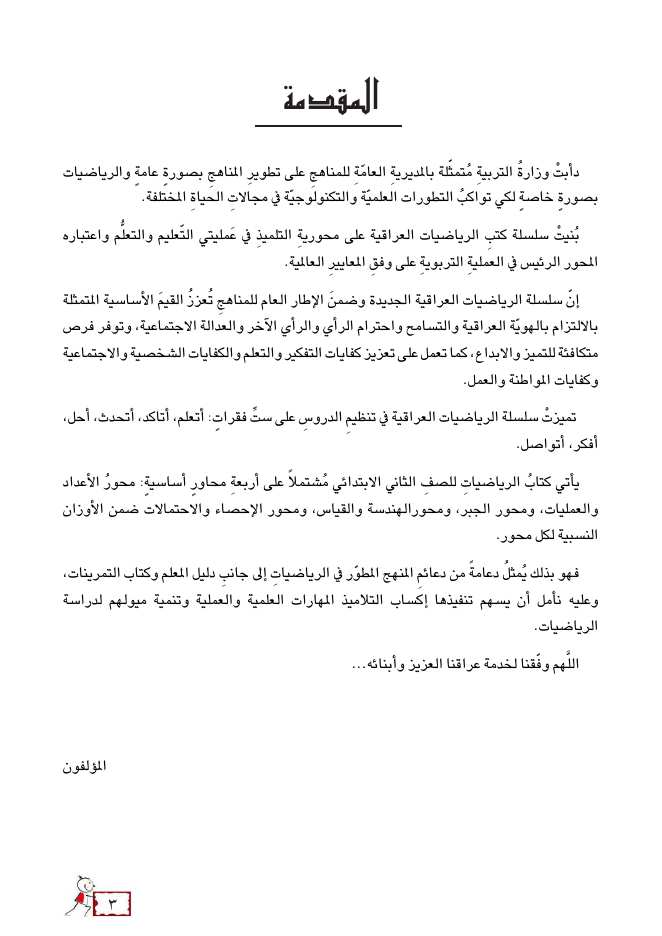 المقدمة
دأبتْ وزارةُ التربيةِ مُتمثّلة بالمديريةِ العامّةِ للمناهجِ على تطويرِ المناهجِ بصورةٍ عامةٍ والرياضيات
بصورةٍ خاصةٍ لكي تواكبُ التطورات العلميّة والتكنولوجيّة في مجالاتِ الحياةِ المختلفة.
بُنيتْ سلسلة كتبِ الرياضيات العراقية على محوريةِ التلميذِ في عَمليتي التّعليم والتعلُّم واعتباره
المحور الرئيس في العمليةِ التربويةِ على وفقِ المعاييرِ العالمية.
إنّ سلسلة الرياضيات العراقية الجديدة وضمنَ الإطار العام للمناهجِ تُعززُ القيمَ الأساسية المتمثلة
بالالتزام بالهويّة العراقية والتسامح واحترام الرأي والرأي الآخر والعدالة الاجتماعية، وتوفر فرص
متكافئة للتميز والابداع، كما تعمل على تعزيز كفايات التفكير والتعلم والكفايات الشخصية والاجتماعية
وكفايات المواطنة والعمل.
تميزتْ سلسلة الرياضيات العراقية في تنظيمِ الدروسِ على ستِّ فقراتٍ: أتعلم، أتاكد، أتحدث، أحل،
أفكر، أتواصل.
يأتي كتابُ الرياضياتِ للصفِ الثاني الابتدائي مُشتملاً على أربعةِ محاورٍ أساسيةٍ: محورُ الأعداد
والعمليات، ومحور الجبر، ومحورالهندسة والقياس، ومحور الإحصاء والاحتمالات ضمن الأوزان
النسبية لكل محور.
فهو بذلك يُمثلُ دعامةً من دعائمِ المنهج المطوّر في الرياضياتِ إلى جانبِ دليل المعلم وكتاب التمرينات،
وعليه نأمل أن يسهم تنفيذها إكساب التلاميذ المهارات العلمية والعملية وتنمية ميولهم لدراسة
الرياضيات.
اللَّهم وفّقنا لخدمة عراقنا العزيز وأبنائه...
المؤلفون
٣